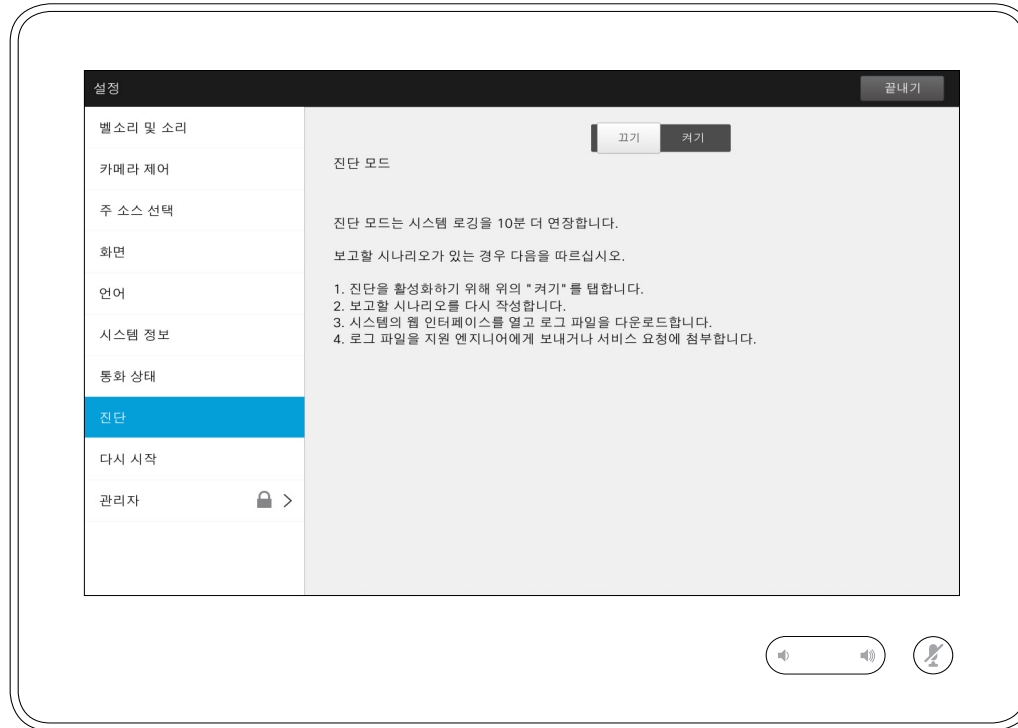 설정
끝내기
벨소리 및 소리
카메라 제어
주 소스 선택
화면
언어
시스템 정보
통화 상태
진단
다시 시작
관리자
끄기
켜기
진단 모드
진단 모드는 시스템 로깅을 10분 더 연장합니다.
보고할 시나리오가 있는 경우 다음을 따르십시오.
1. 진단을 활성화하기 위해 위의 "켜기"를 탭합니다.
2. 보고할 시나리오를 다시 작성합니다.
3. 시스템의 웹 인터페이스를 열고 로그 파일을 다운로드합니다.
4. 로그 파일을 지원 엔지니어에게 보내거나 서비스 요청에 첨부합니다.